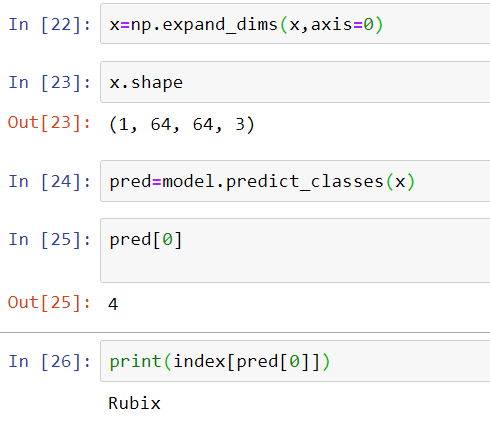 In [22]: x=np.expand_dims(x,axis=0)
In [23]: x.shape
Out[23]: (1, 64, 64, 3)
In [24]: pred=model.predict_classes(x)
In [25]: pred[0]
Out[25]: 4
In [26]: print(index[pred[0]])
Rubix